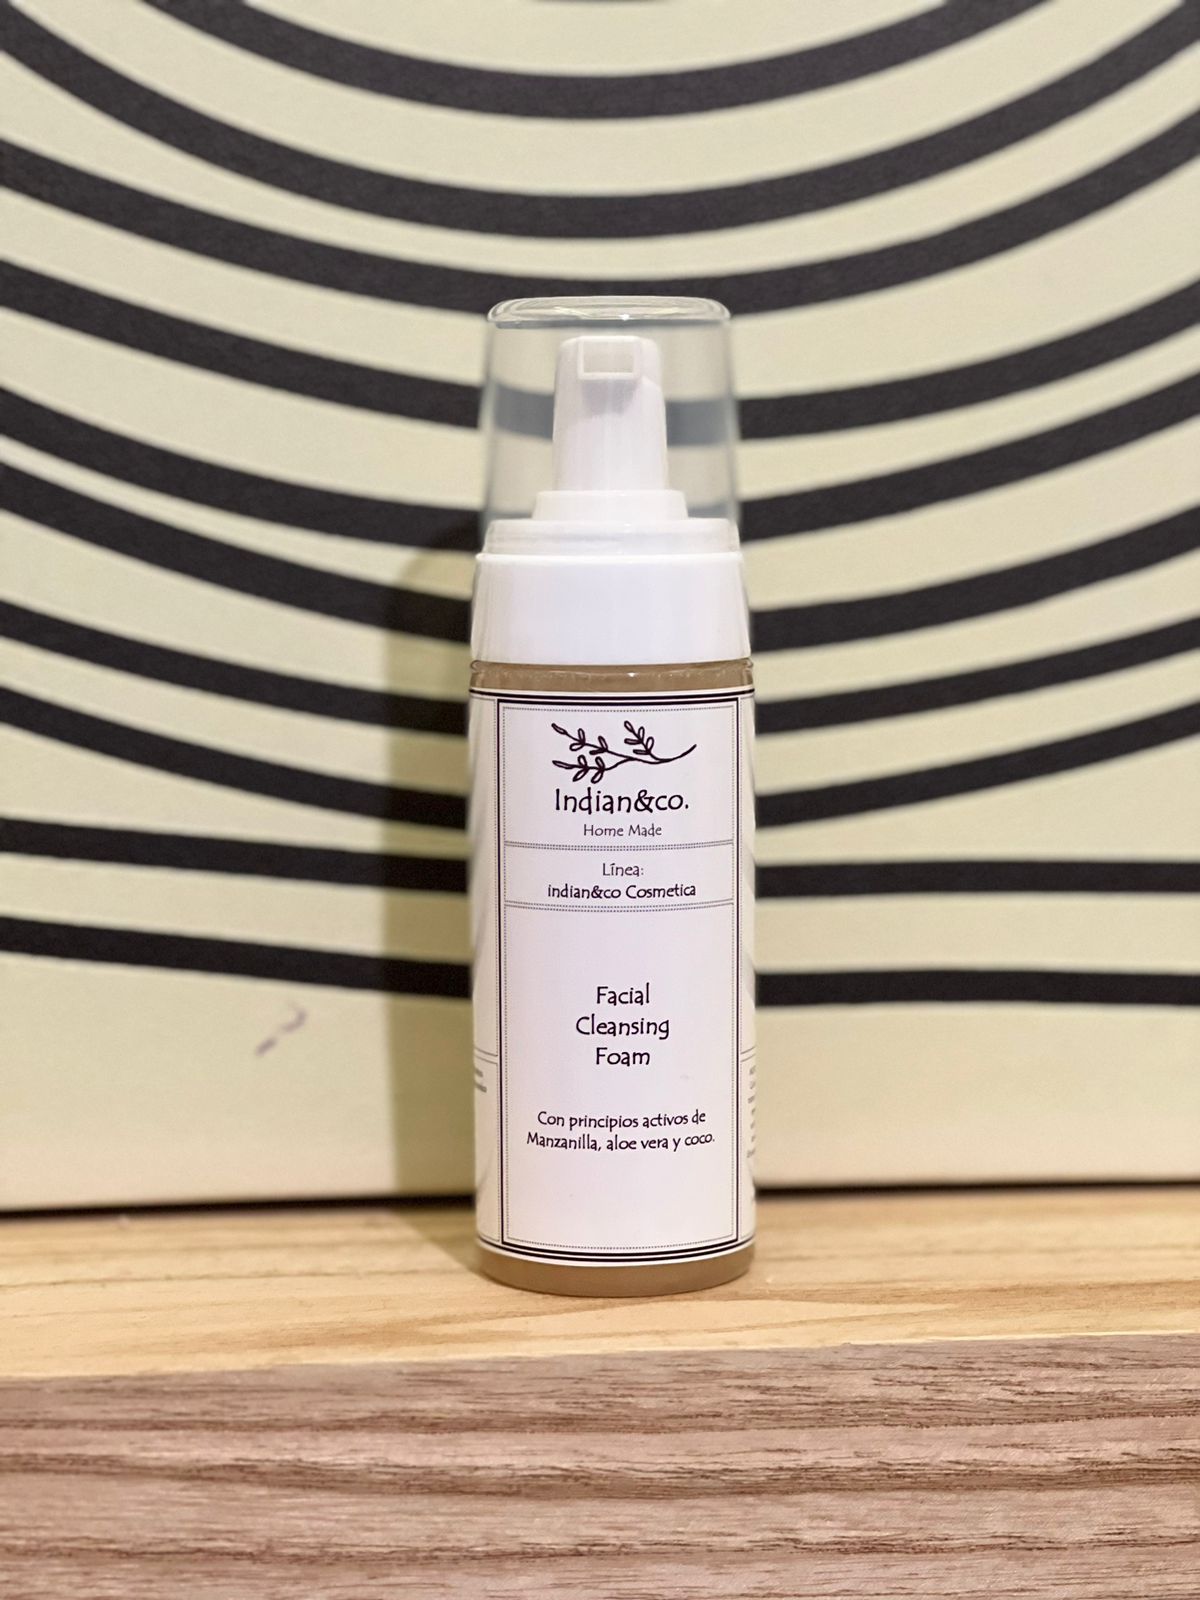 Indian&co.
Home Made
Línea:
indian&co Cosmetica
Facial
Cleansing
Foam
Con principios activos de
Manzanilla, aloe vera y coco.